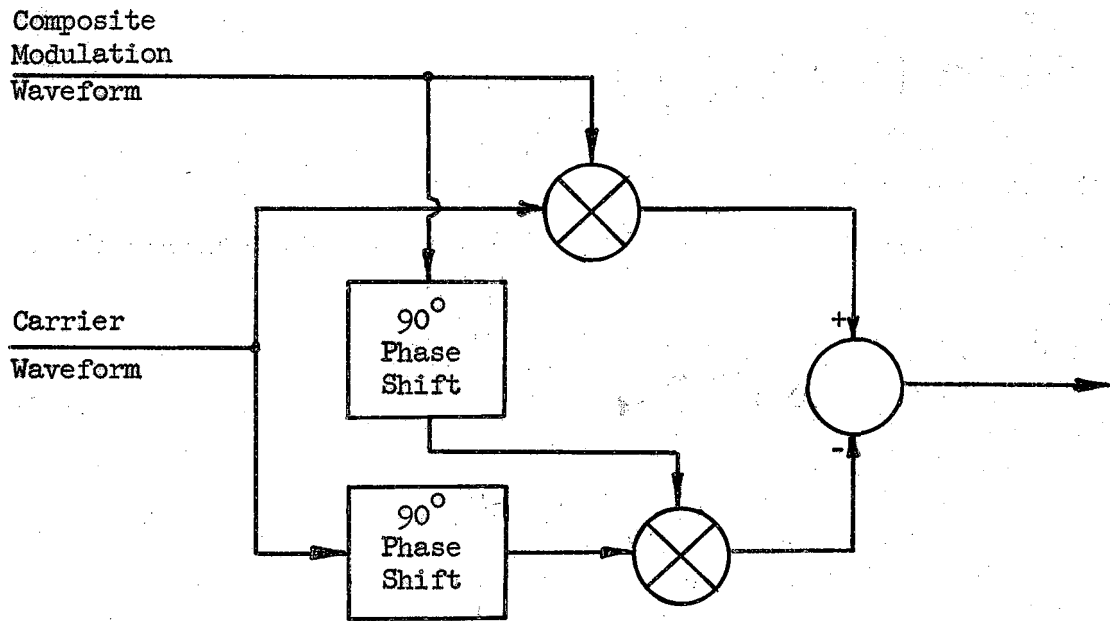 Composite
Modulation
Waveform
90°
Phase
Shift
Carrier
Waveform
+
-
90°
Phase
Shift